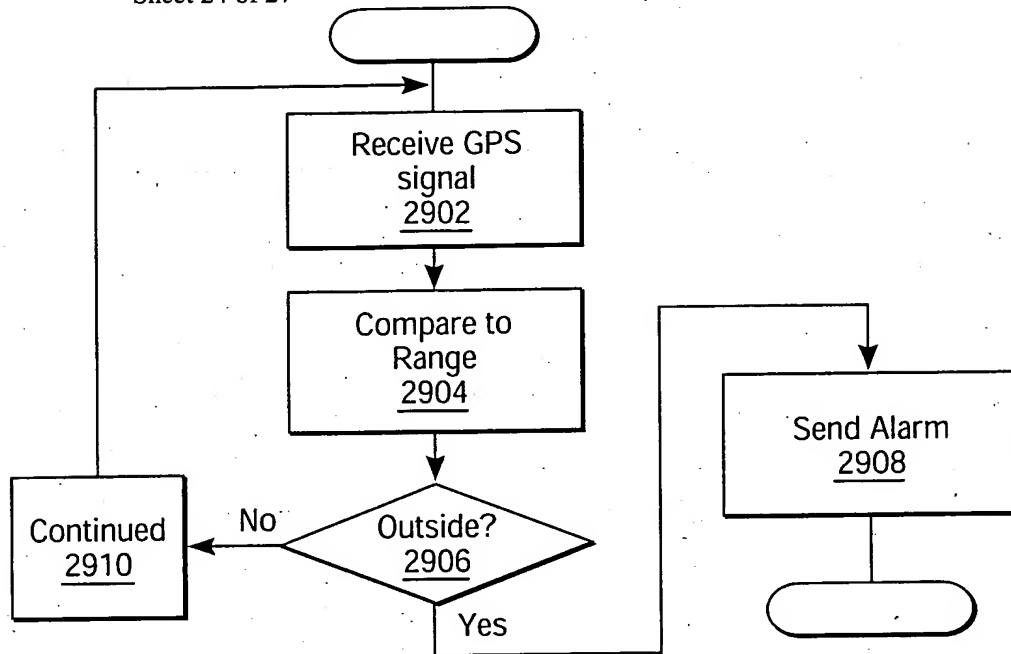 Sheet 24 of 27
Receive GPS
signal
2902
Compare to
Range
2904
Outside?
2906
No
Continued
2910
Yes
Send Alarm
2908